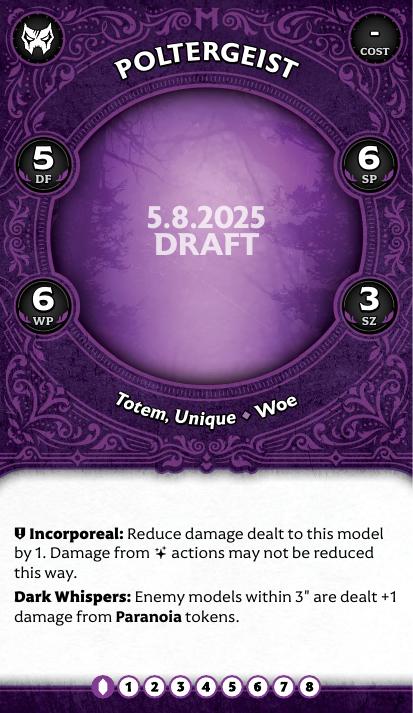 -
COST
POLTERGEIST
5
DF
6
SP
5.8.2025
DRAFT
6
WP
3
SZ
Totem, Unique ◆ Woe
Incorporeal: Reduce damage dealt to this model
by 1. Damage from actions may not be reduced
this way.
Dark Whispers: Enemy models within 3" are dealt +1
damage from Paranoia tokens.
1 2 3 4 5 6 7 8